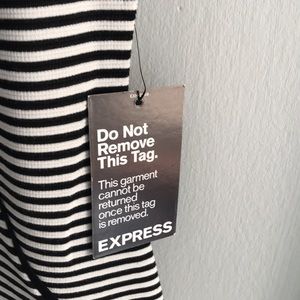 Do Not
Remove
This Tag.
This garment
cannot be
returned
once this tag
is removed.
EXPRESS